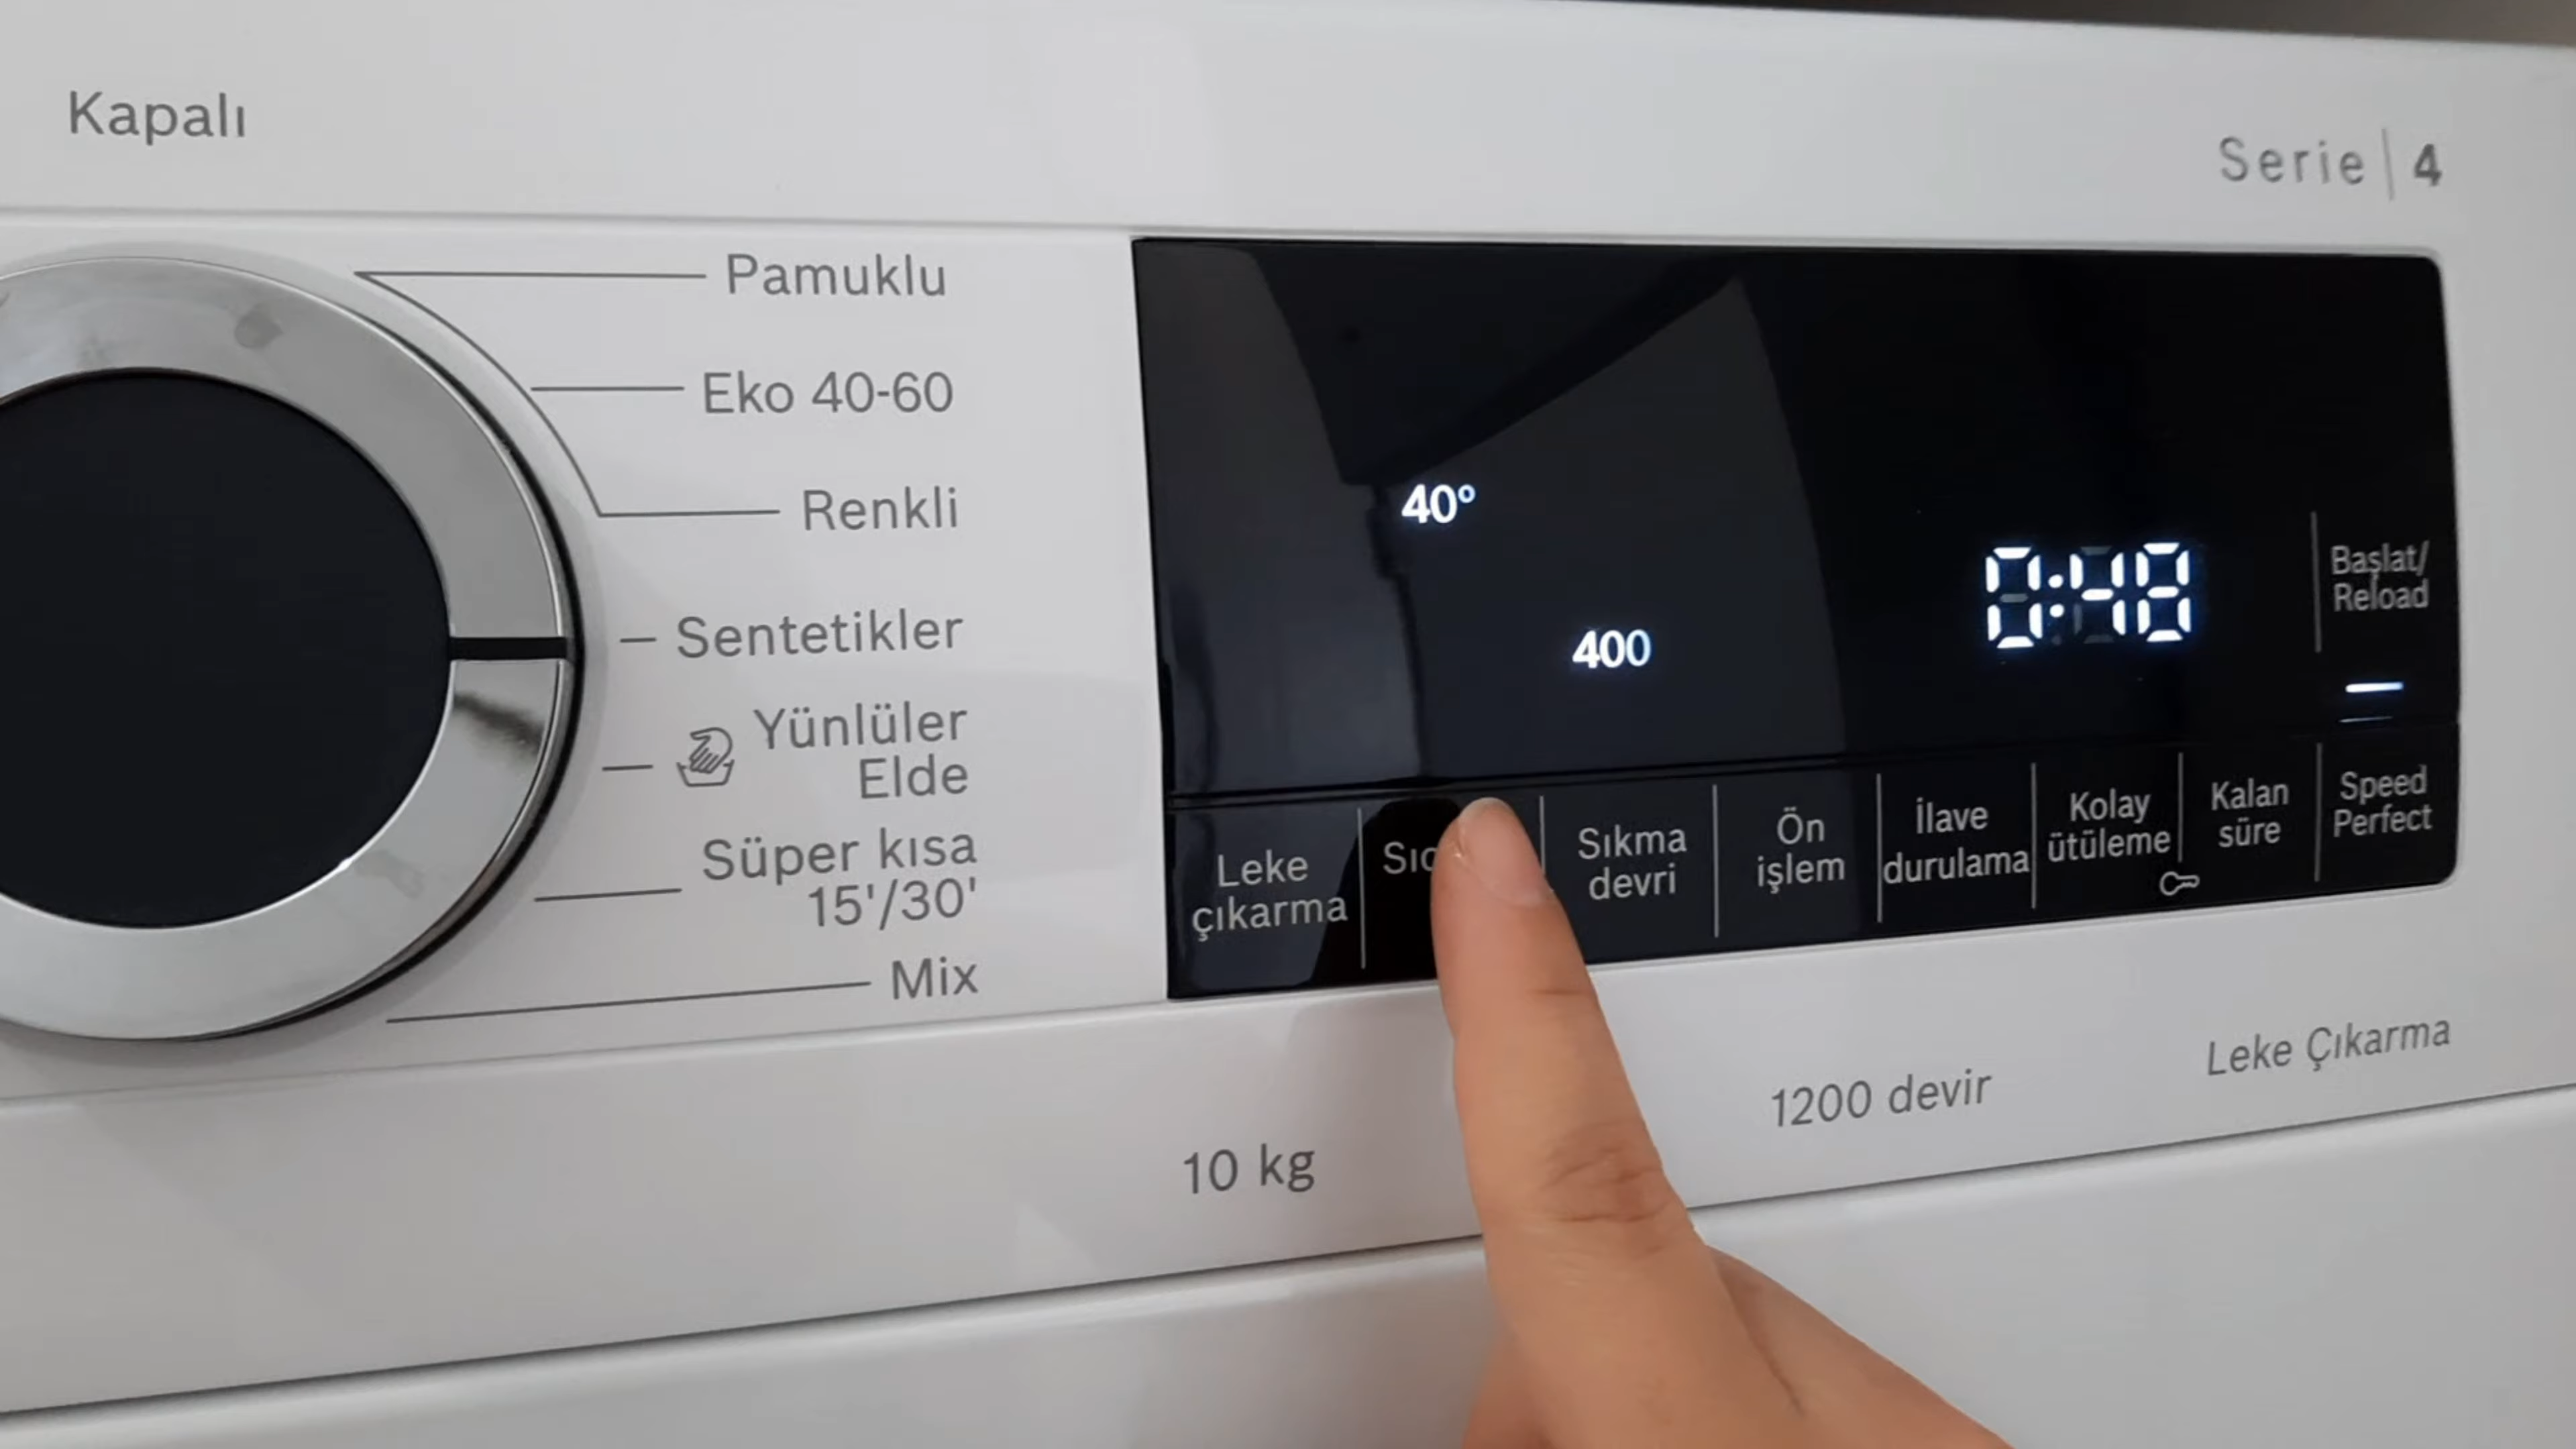 Kapalı
Serie | 4
Pamuklu
Eko 40-60
Renkli
Sentetikler
Yünlüler
Elde
Süper kısa
15'/30'
Mix
40°
400
0:48
Başlat/
Reload
Leke
çıkarma
Sıkma
devri
Ön
işlem
İlave
durulama
Kolay
ütüleme
Kalan
süre
Speed
Perfect
10 kg
1200 devir
Leke Çıkarma